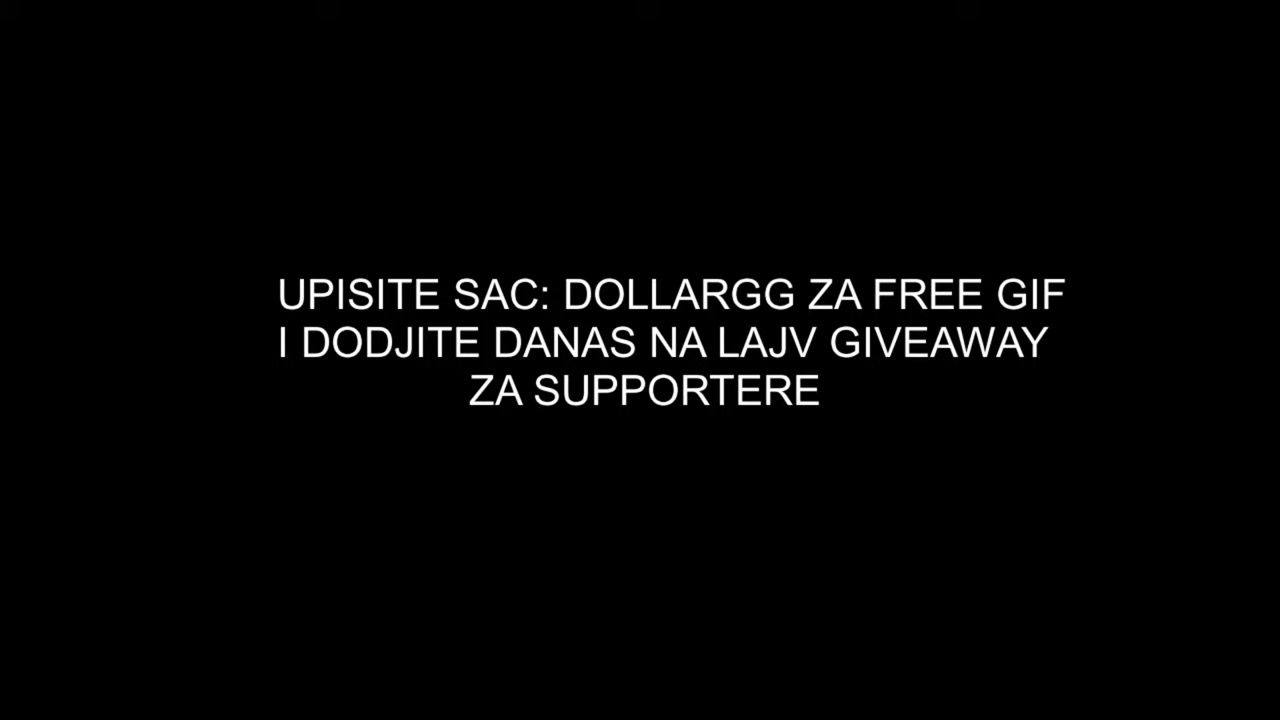 UPISITE SAC: DOLLARGG ZA FREE GIF
I DODJITE DANAS NA LAJV GIVEAWAY
ZA SUPPORTERE